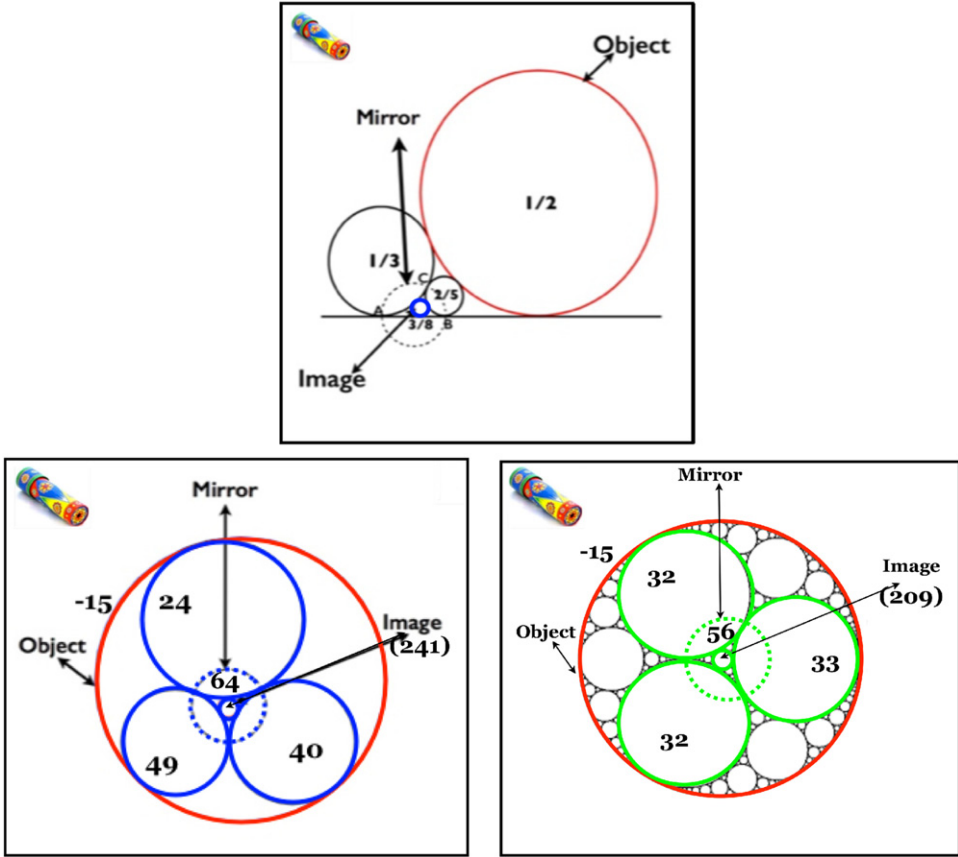 Object
Mirror
1/2
1/3
C
2/5
A
3/8
B
Image
Mirror
-15
24
Object
Image
(241)
64
49
40
Mirror
-15
32
Image
(209)
56
Object
33
32